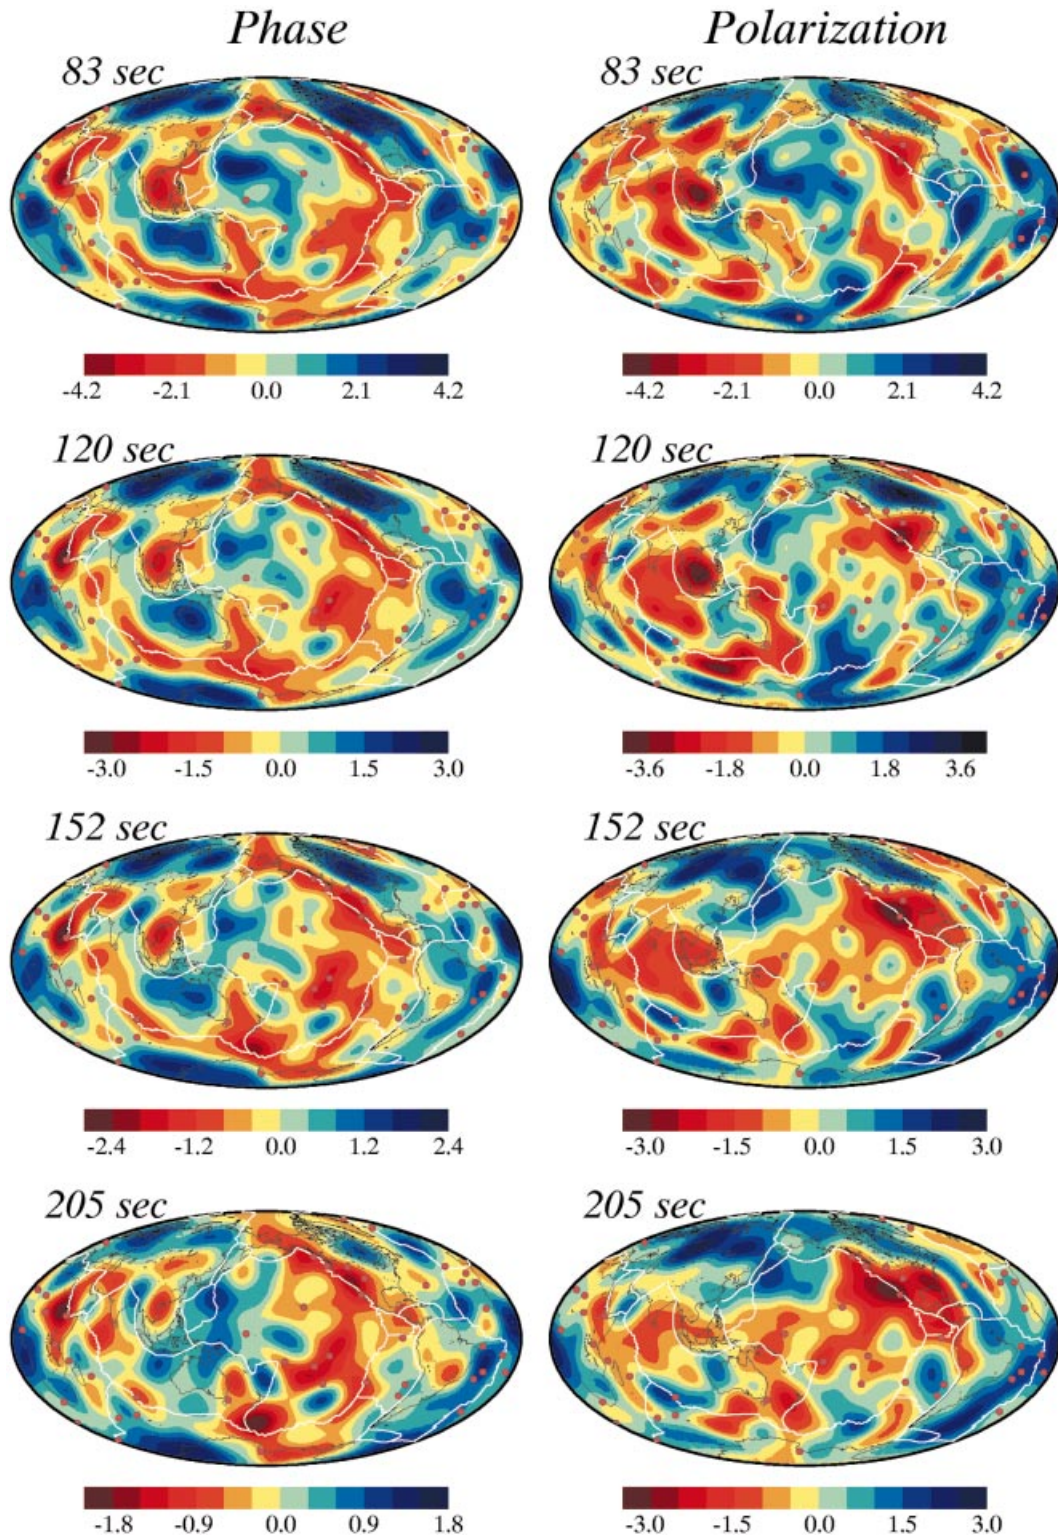 Phase Polarization
83 sec 83 sec
-4.2 -2.1 0.0 2.1 4.2 -4.2 -2.1 0.0 2.1 4.2
120 sec 120 sec
-3.0 -1.5 0.0 1.5 3.0 -3.6 -1.8 0.0 1.8 3.6
152 sec 152 sec
-2.4 -1.2 0.0 1.2 2.4 -3.0 -1.5 0.0 1.5 3.0
205 sec 205 sec
-1.8 -0.9 0.0 0.9 1.8 -3.0 -1.5 0.0 1.5 3.0